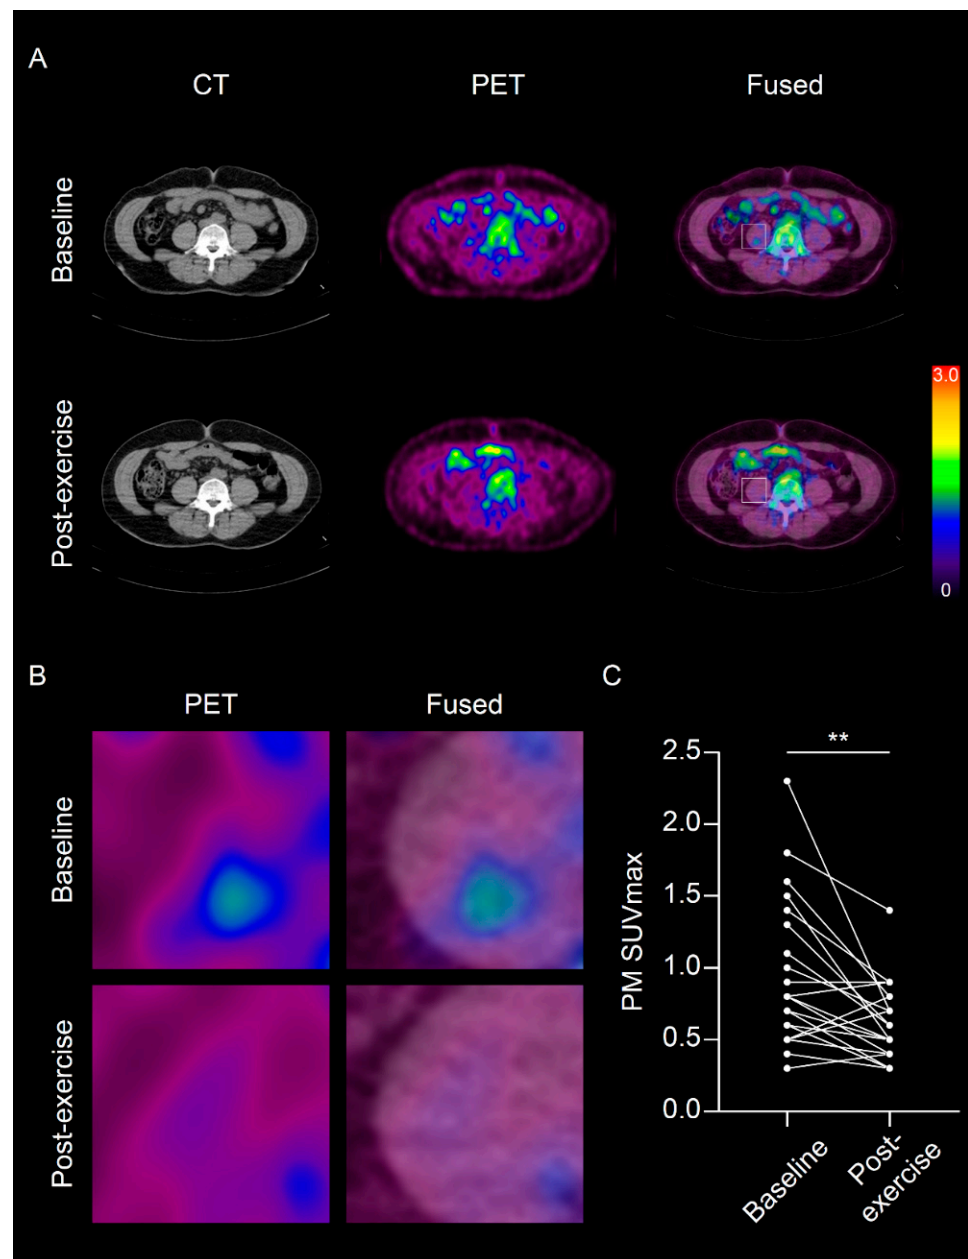 A
CT
PET
Fused
Baseline
Post-exercise
3.0
0
B
PET
Fused
Baseline
Post-exercise
C
**
PM SUVmax
2.5
2.0
1.5
1.0
0.5
0.0
Baseline
Post-
exercise